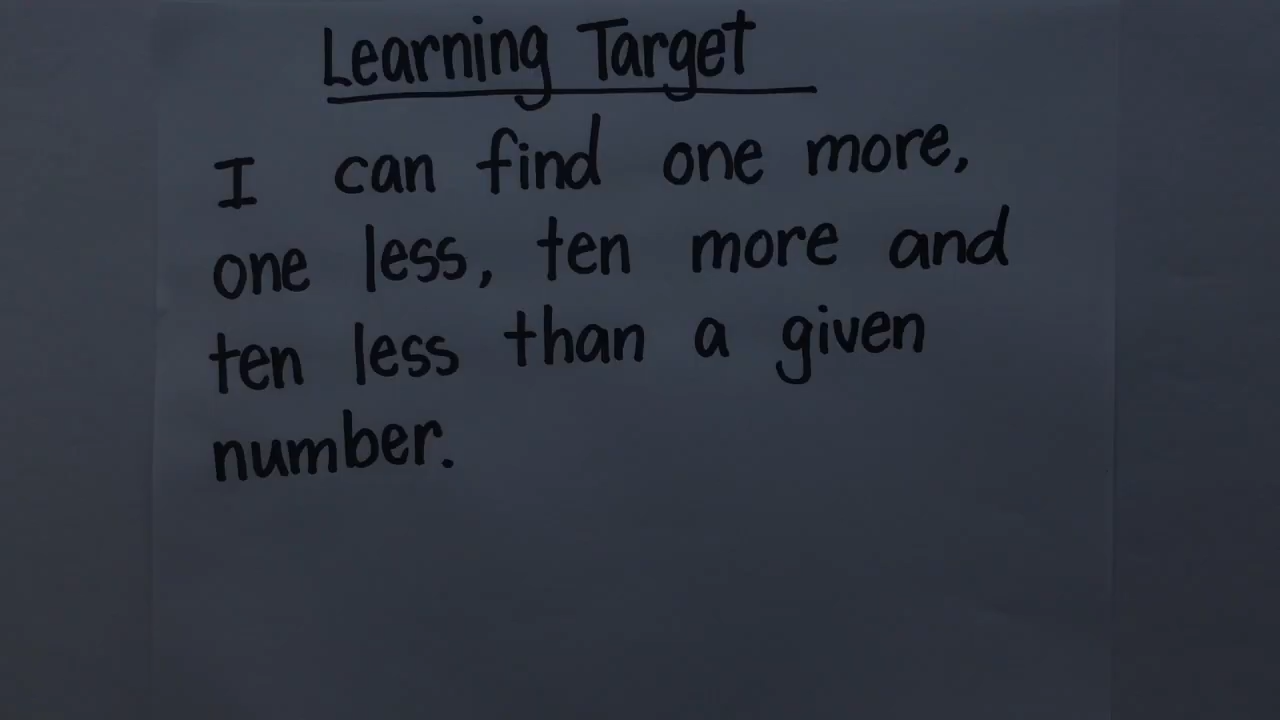 Learning Target
I can find one more,
one less, ten more and
ten less than a given
number.